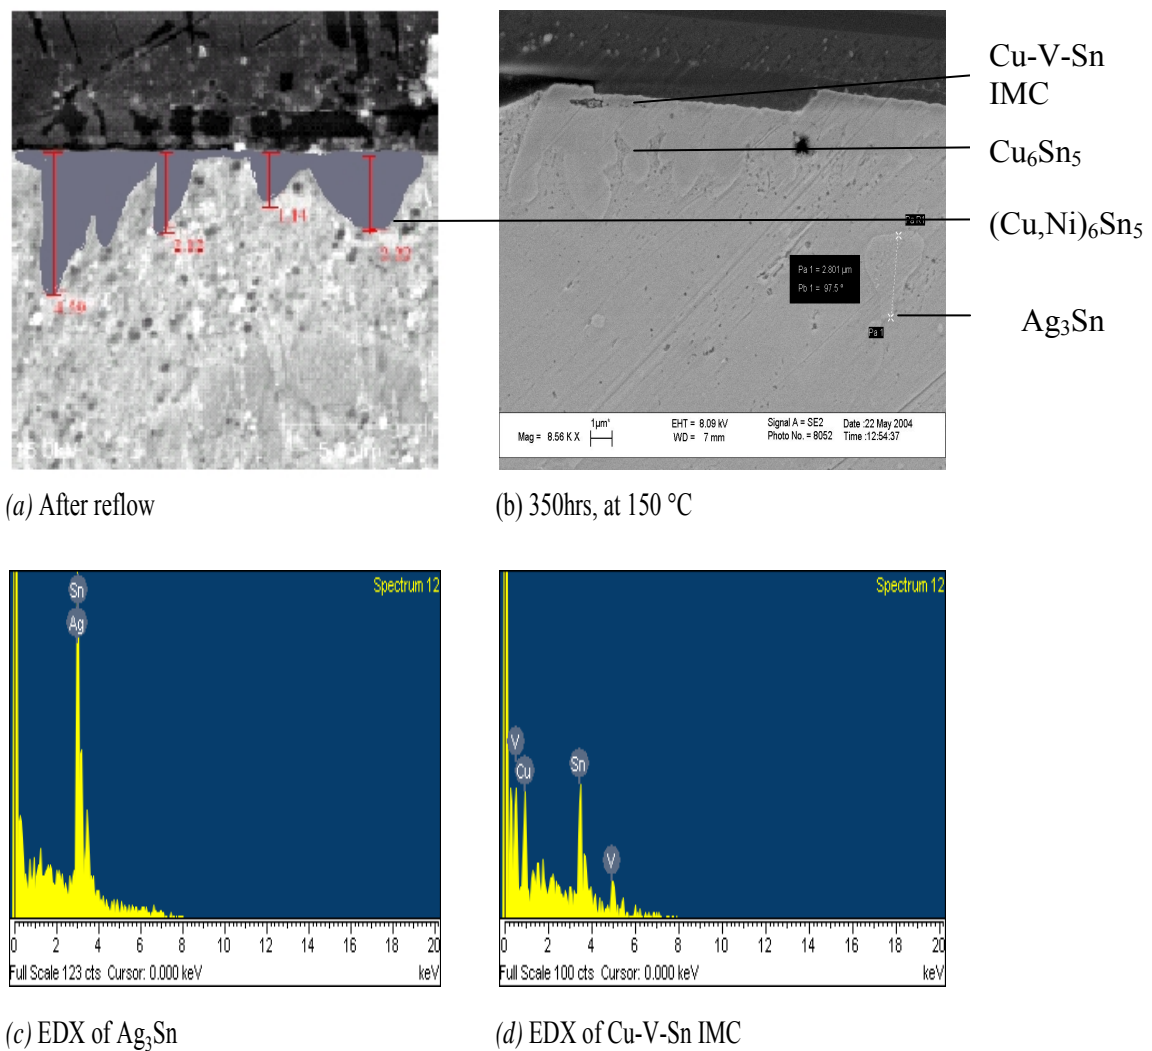 Cu-V-Sn
IMC
Cu₆Sn₅
(Cu,Ni)₆Sn₅
Ag₃Sn
2.02
1.14
Pa R1
Pa 1 = 2.801 µm
Pb 1 = 97.5 °
Pa 1
1µm*
Mag = 8.56 K X
EHT = 8.09 kV
WD = 7 mm
Signal A = SE2
Photo No. = 8052
Date :22 May 2004
Time :12:54:37
(a) After reflow
(b) 350hrs, at 150 °C
Spectrum 12
Sn
Ag
0 2 4 6 8 10 12 14 16 18 20
Full Scale 123 cts Cursor: 0.000 keV
keV
(c) EDX of Ag₃Sn
Spectrum 12
V
Cu
Sn
V
0 2 4 6 8 10 12 14 16 18 20
Full Scale 100 cts Cursor: 0.000 keV
keV
(d) EDX of Cu-V-Sn IMC